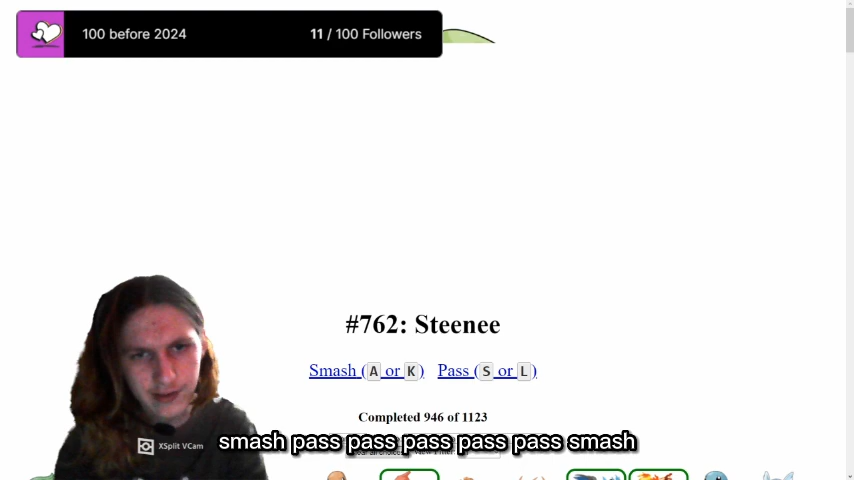 100 before 2024
11 / 100 Followers
#762: Steenee
Smash (A or K) Pass (S or L)
Completed 946 of 1123
XSplit VCam
smash pass pass pass pass pass smash